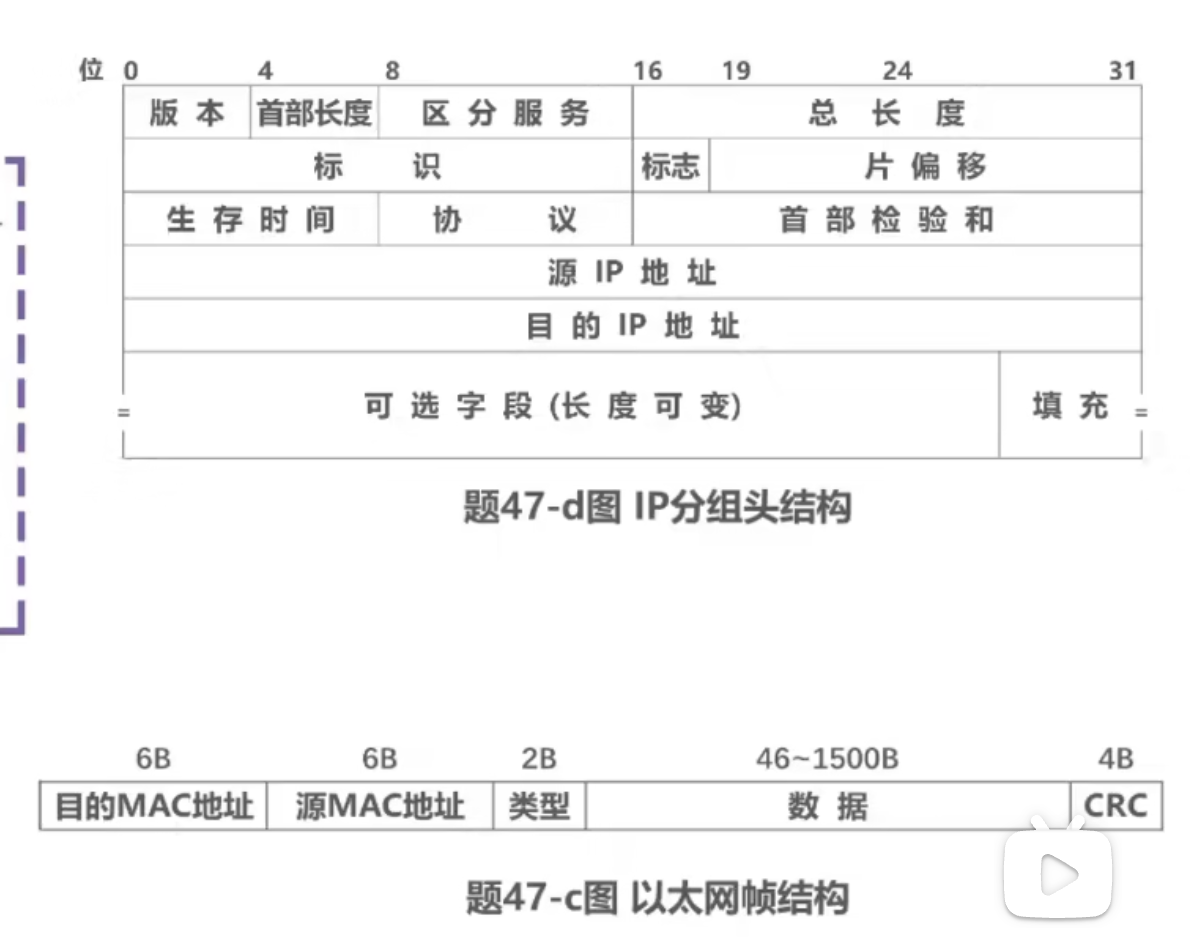 位 0 4 8 16 19 24 31
版本 首部长度 区分服务 总长度
标识 标志 片偏移
生存时间 协议 首部检验和
源 IP 地址
目的 IP 地址
可选字段 (长度可变) 填充
题47-d图 IP分组头结构
6B 6B 2B 46~1500B 4B
目的MAC地址 源MAC地址 类型 数据 CRC
题47-c图 以太网帧结构